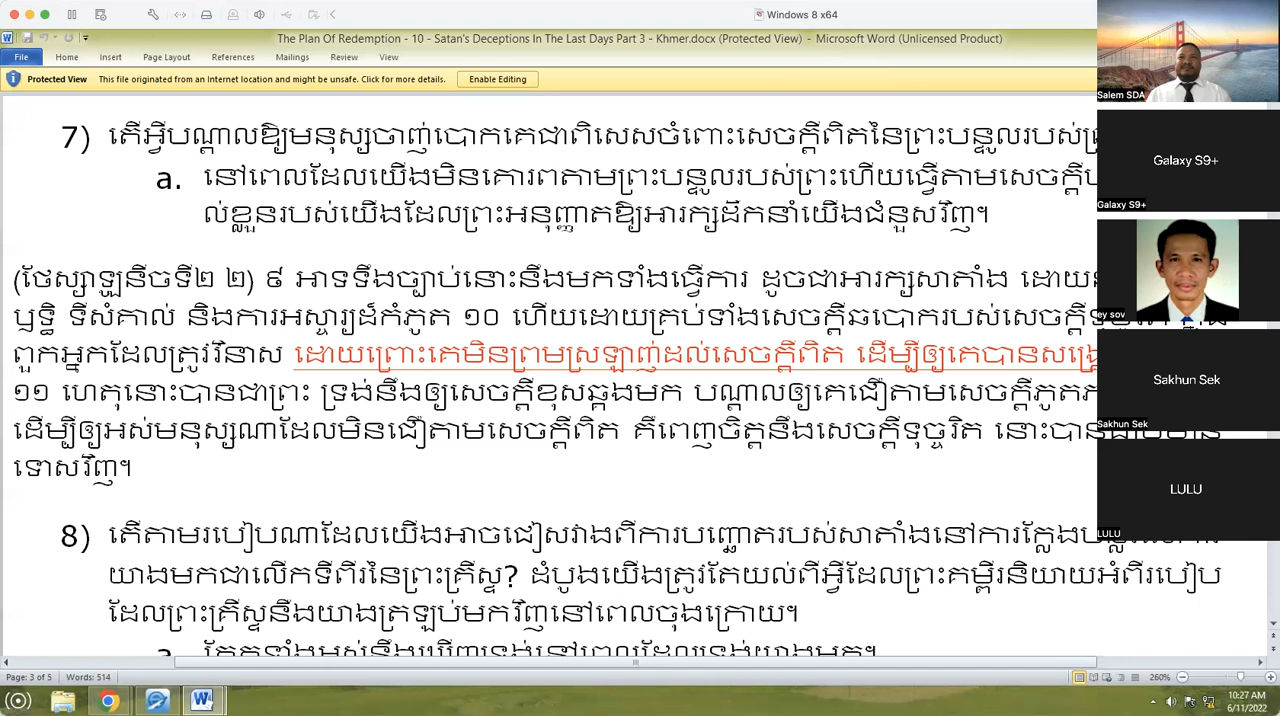 Windows 8 x64
The Plan Of Redemption - 10 - Satan's Deceptions In The Last Days Part 3 - Khmer.docx (Protected View) - Microsoft Word (Unlicensed Product)
File Home Insert Page Layout References Mailings Review View
Protected View This file originated from an Internet location and might be unsafe. Click for more details. Enable Editing
7) តើអ្វីបណ្តាលឱ្យមនុស្សចាញ់បោកគេជាពិសេសចំពោះសេចក្តីពិតនៃព្រះបន្ទូលរបស់
a. នៅពេលដែលយើងមិនគោរពតាមព្រះបន្ទូលរបស់ព្រះហើយធ្វើតាមសេចក្តី
ល់ខ្លួនរបស់យើងដែលព្រះអនុញ្ញាតឱ្យអារក្សដឹកនាំយើងជំនួសវិញ។
(ថែស្សាឡូនីចទី២ ២) ៩ អាទទឹងច្បាប់នោះនឹងមកទាំងធ្វើការ ដូចជាអារក្សសាតាំង ដោយ
ឫទ្ធិ ទីសំគាល់ និងការអស្ចារ្យដ៏កំភូត ១០ ហើយដោយគ្រប់ទាំងសេចក្តីឆបោករបស់សេចក្តី
ពួកអ្នកដែលត្រូវវិនាស ដោយព្រោះគេមិនព្រមស្រឡាញ់ដល់សេចក្តីពិត ដើម្បីឲ្យគេបានសង្គ្រោះ
១១ ហេតុនោះបានជាព្រះ ទ្រង់នឹងឲ្យសេចក្តីខុសឆ្គងមក បណ្តាលឲ្យគេជឿតាមសេចក្តីភូតភរ
ដើម្បីឲ្យអស់មនុស្សណាដែលមិនជឿតាមសេចក្តីពិត គឺពេញចិត្តនឹងសេចក្តីទុច្ចរិត នោះបានជាប់មាន
ទោសវិញ។
8) តើតាមរបៀបណាដែលយើងអាចជៀសវាងពីការបញ្ឆោតរបស់សាតាំងនៅការក្លែងបន្លំ
យាងមកជាលើកទីពីរនៃព្រះគ្រីស្ទ? ដំបូងយើងត្រូវតែយល់ពីអ្វីដែលព្រះគម្ពីរនិយាយអំពីរបៀប
ដែលព្រះគ្រីស្ទនឹងយាងត្រឡប់មកវិញនៅពេលចុងក្រោយ។
Page: 3 of 5 Words: 514 260%
10:27 AM
6/11/2022
Salem SDA
Galaxy S9+
Galaxy S9+
ey sov
Sakhun Sek
Sakhun Sek
LULU
LULU